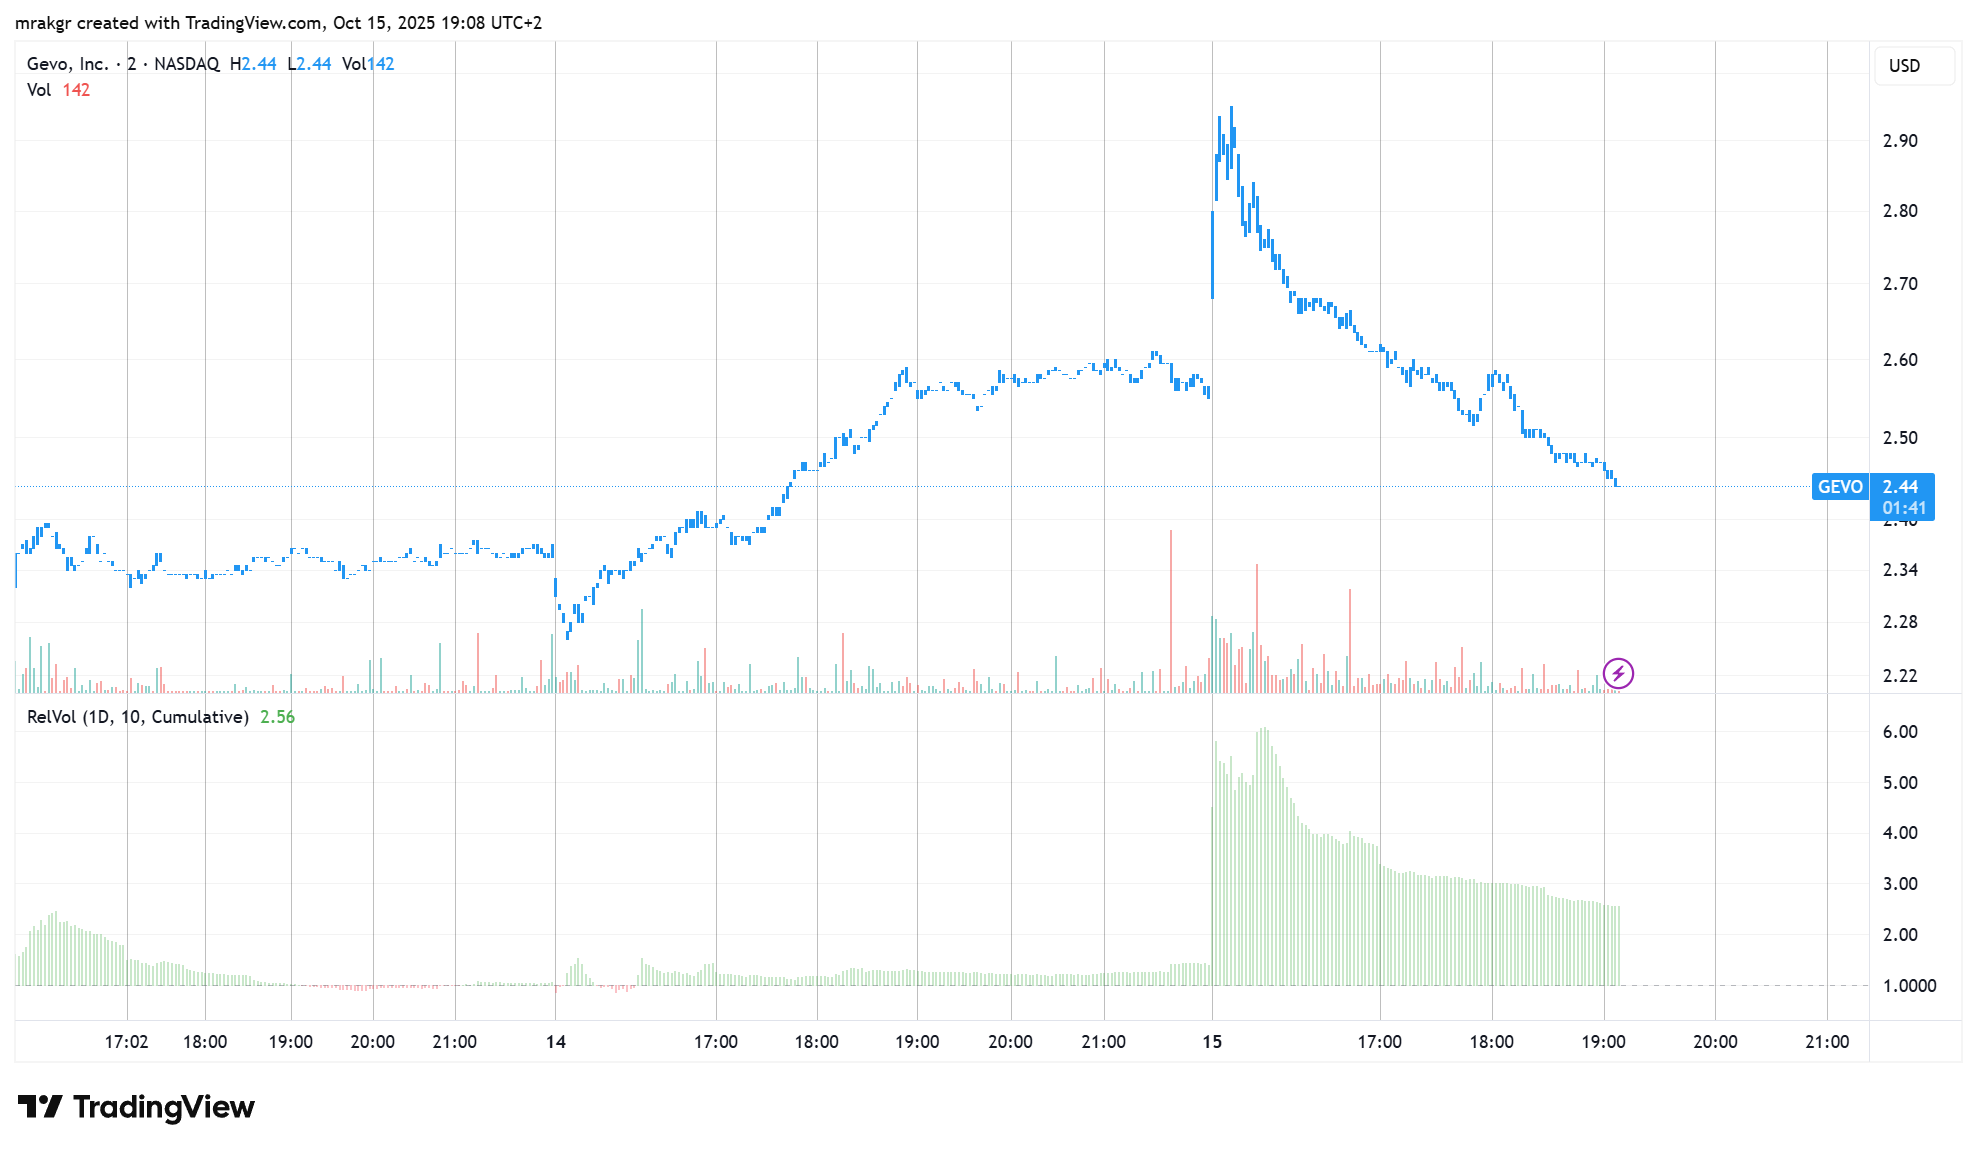 mrakgr created with TradingView.com, Oct 15, 2025 19:08 UTC+2
Gevo, Inc. · 2 · NASDAQ H2.44 L2.44 Vol142
Vol 142
USD
2.90
2.80
2.70
2.60
2.50
GEVO 2.44
01:41
2.40
2.34
2.28
2.22
RelVol (1D, 10, Cumulative) 2.56
6.00
5.00
4.00
3.00
2.00
1.0000
17:02 18:00 19:00 20:00 21:00 14 17:00 18:00 19:00 20:00 21:00 15 17:00 18:00 19:00 20:00 21:00
TradingView